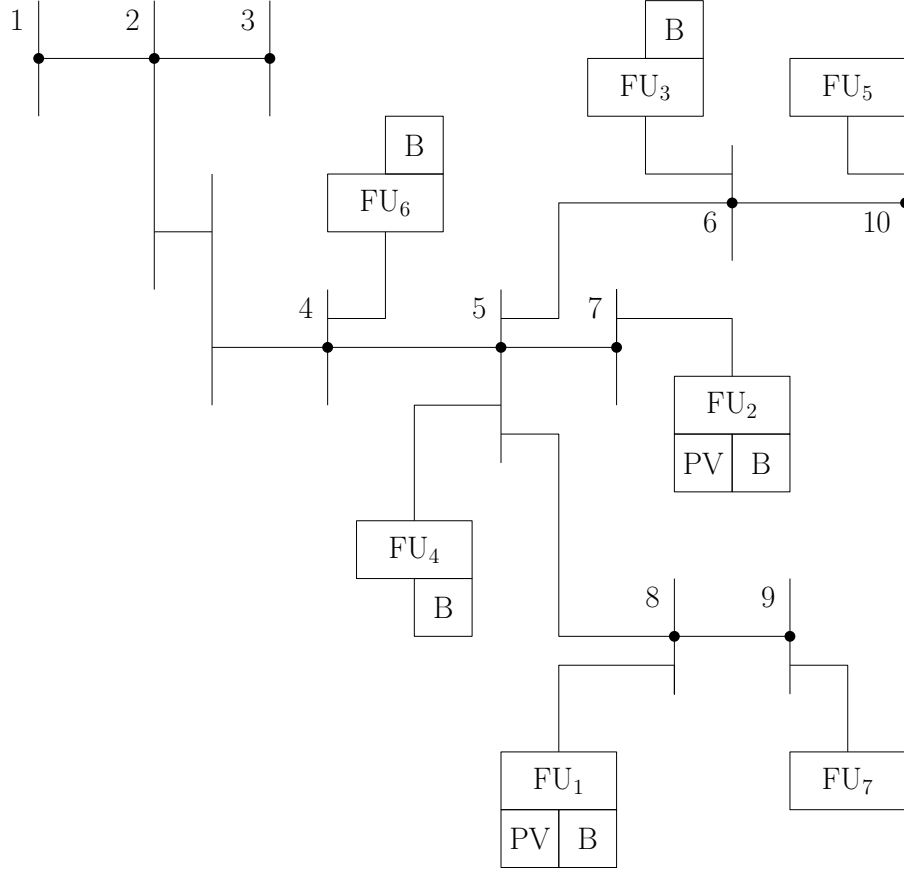 1 2 3
B
FU₃ FU₅
B
FU₆
6 10
4 5 7
FU₂
PV B
FU₄
B
8 9
FU₁ FU₇
PV B